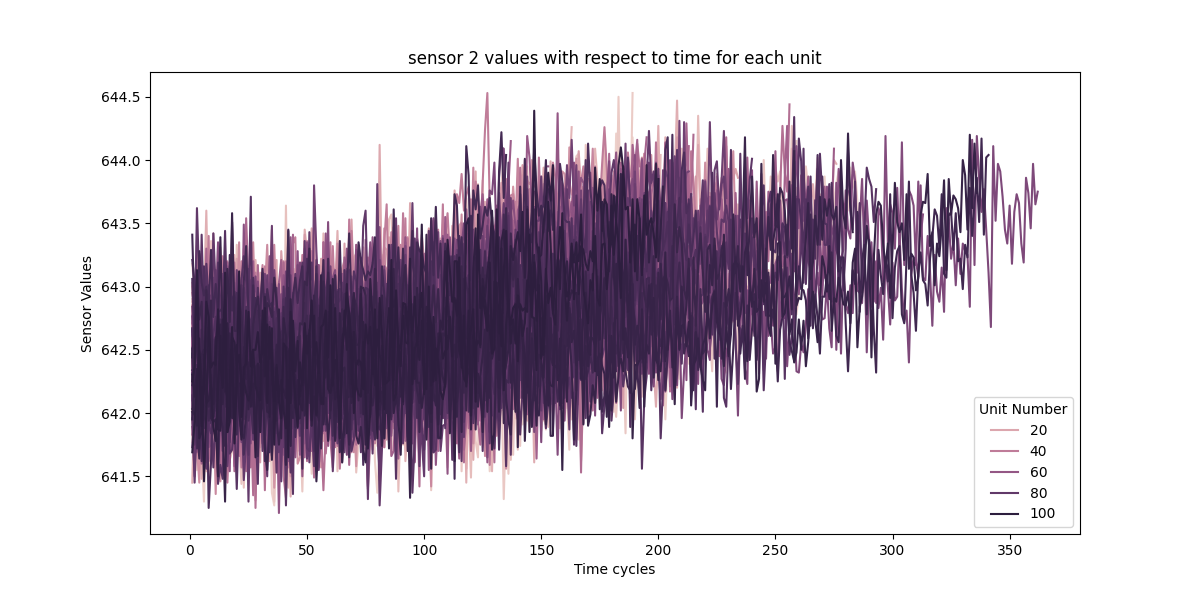 sensor 2 values with respect to time for each unit
644.5
644.0
643.5
643.0
642.5
642.0
641.5
Sensor Values
0 50 100 150 200 250 300 350
Time cycles
Unit Number
20
40
60
80
100